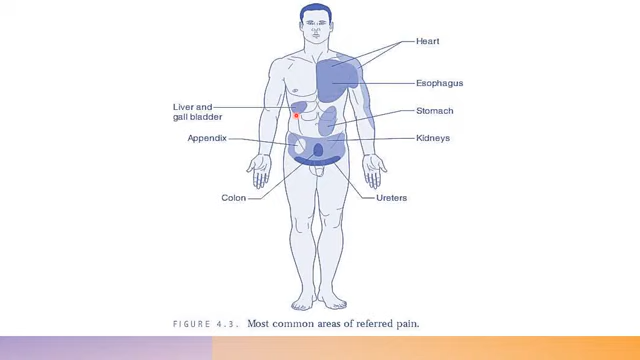 Heart
Esophagus
Liver and
gall bladder
Stomach
Appendix
Kidneys
Colon
Ureters
FIGURE 4.3. Most common areas of referred pain.